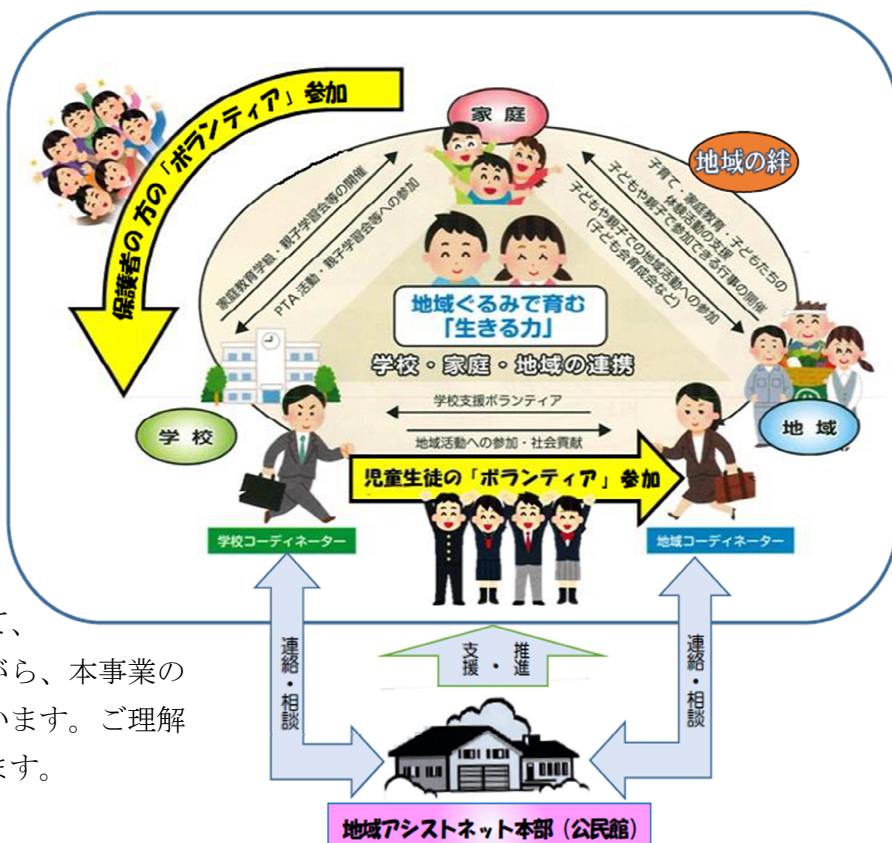 保護者の方の「ボランティア」参加
家庭
地域の絆
家庭教育学級・親子学習会等の開催
PTA活動・親子学習会等への参加
子育て・家庭教育・子どもたちの
体験活動の支援
子どもや親子で参加できる行事の開催
子どもや親子での地域活動への参加
(子ども会育成会など)
地域ぐるみで育む
「生きる力」
学校・家庭・地域の連携
学校
学校支援ボランティア
地域活動への参加・社会貢献
地域
児童生徒の「ボランティア」参加
学校コーディネーター
地域コーディネーター
連絡・相談
支援・推進
連絡・相談
、
がら、本事業の
います。ご理解
ます。
地域アシストネット本部（公民館）